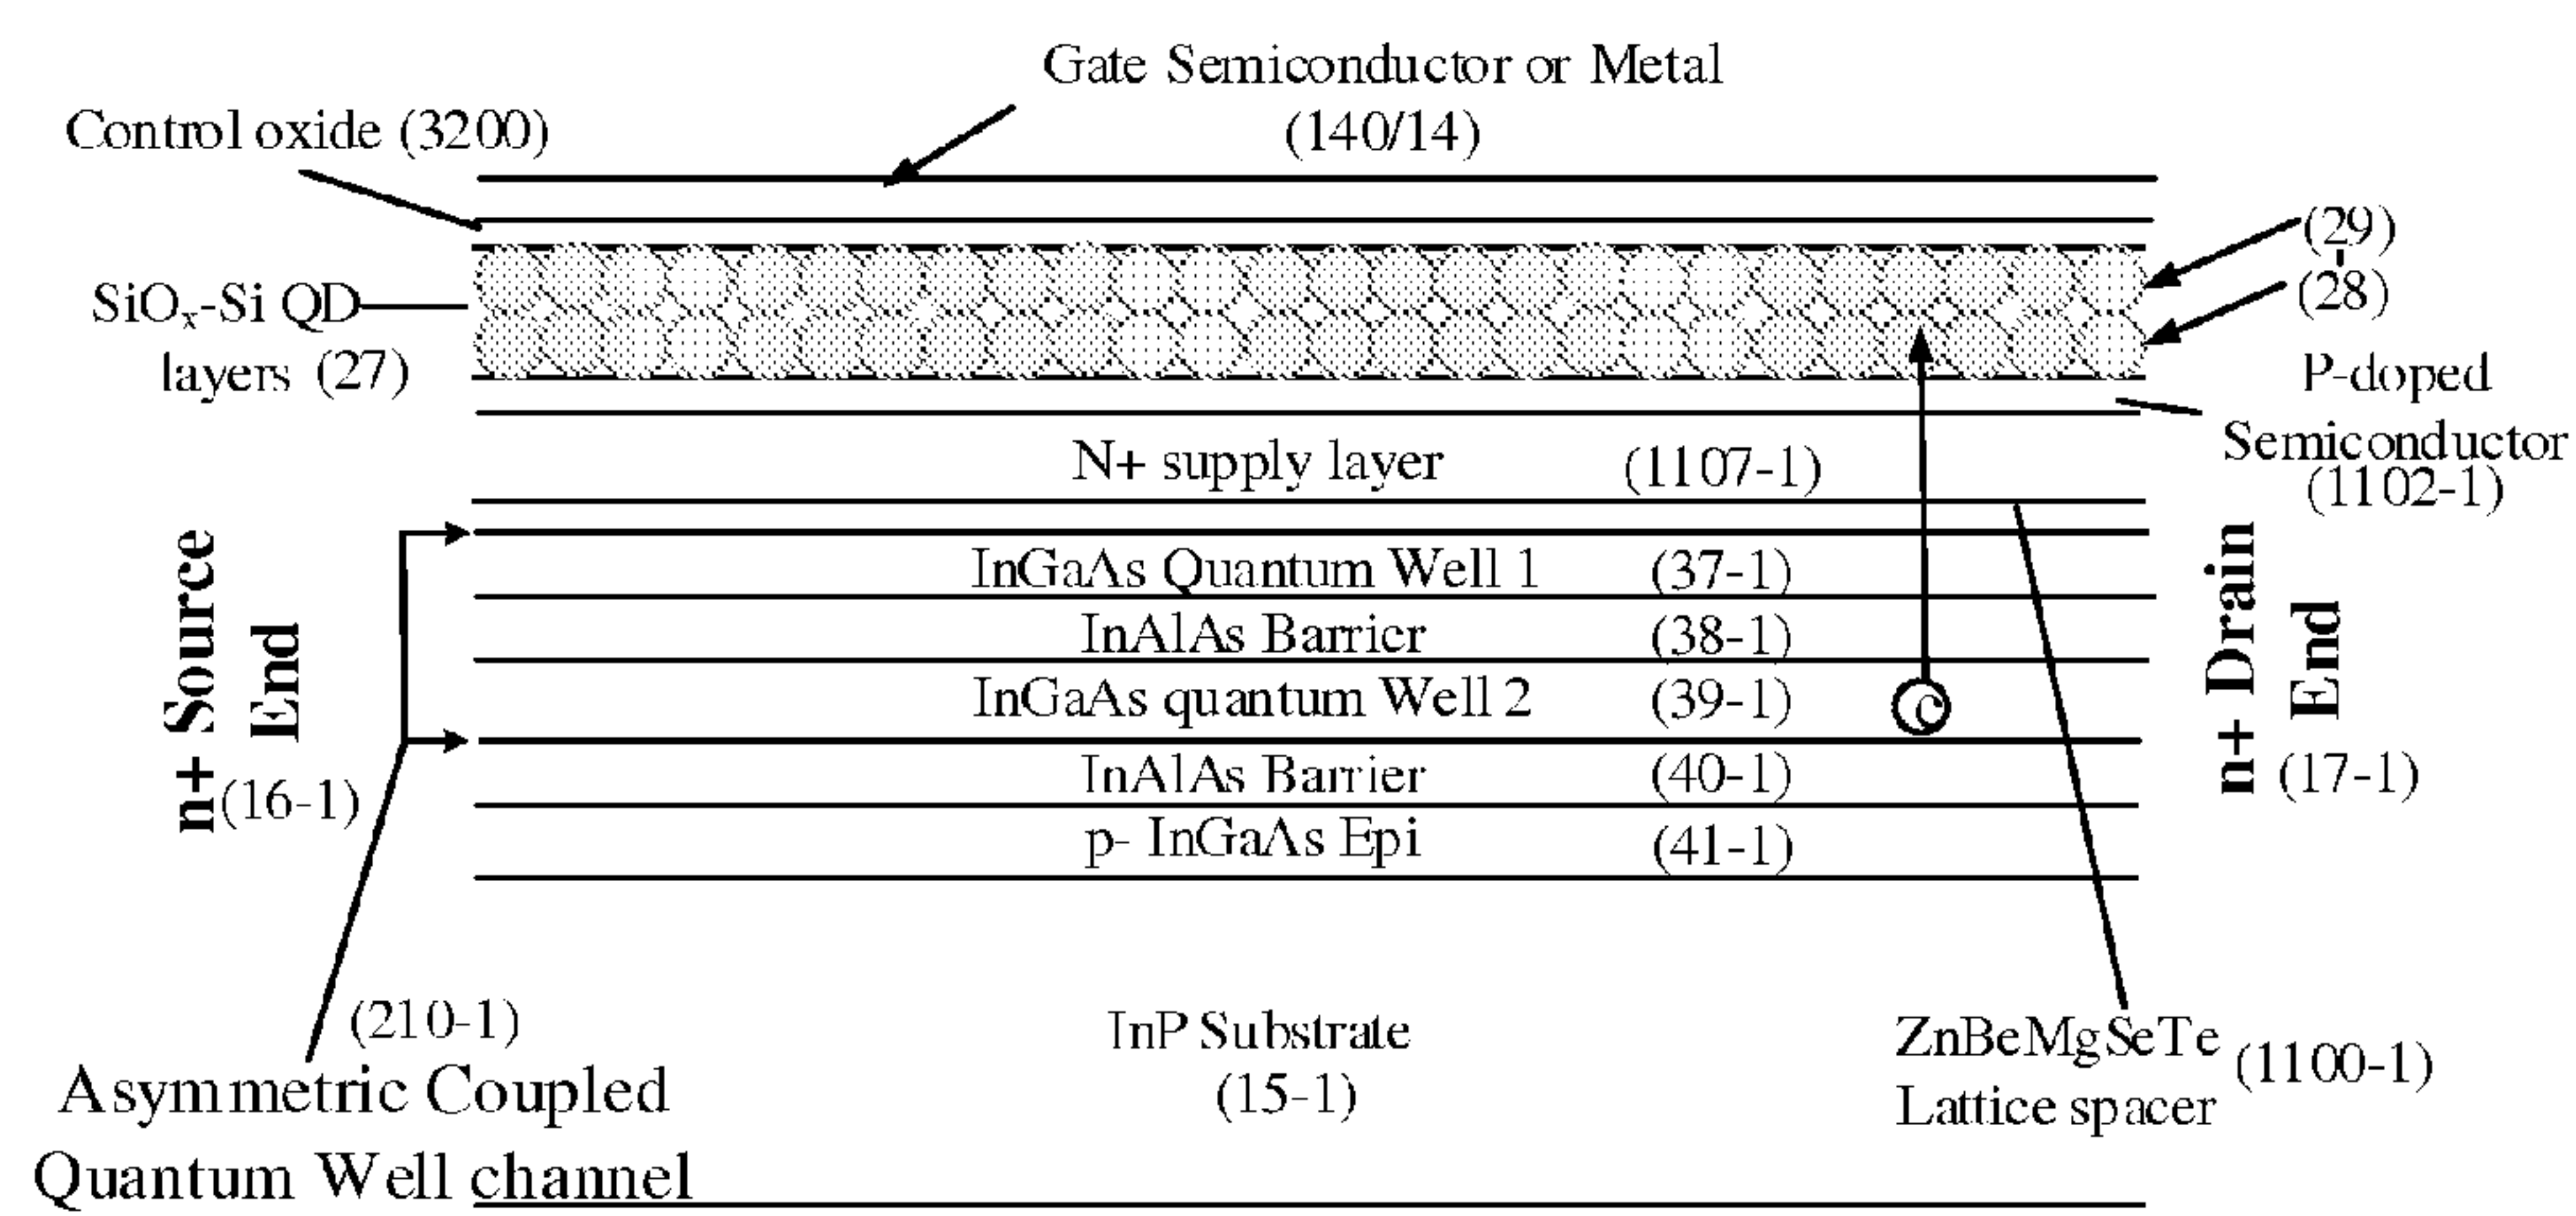 Gate Semiconductor or Metal
(140/14)
Control oxide (3200)
(29)
SiOx-Si QD
layers (27)
(28)
P-doped
Semiconductor
(1102-1)
N+ supply layer (1107-1)
n+ Source
End
(16-1)
InGaAs Quantum Well 1 (37-1)
InAlAs Barrier (38-1)
InGaAs quantum Well 2 (39-1)
e
InAlAs Barrier (40-1)
p- InGaAs Epi (41-1)
n+ Drain
End
(17-1)
(210-1)
Asymmetric Coupled
Quantum Well channel
InP Substrate
(15-1)
ZnBeMgSeTe
Lattice spacer
(1100-1)